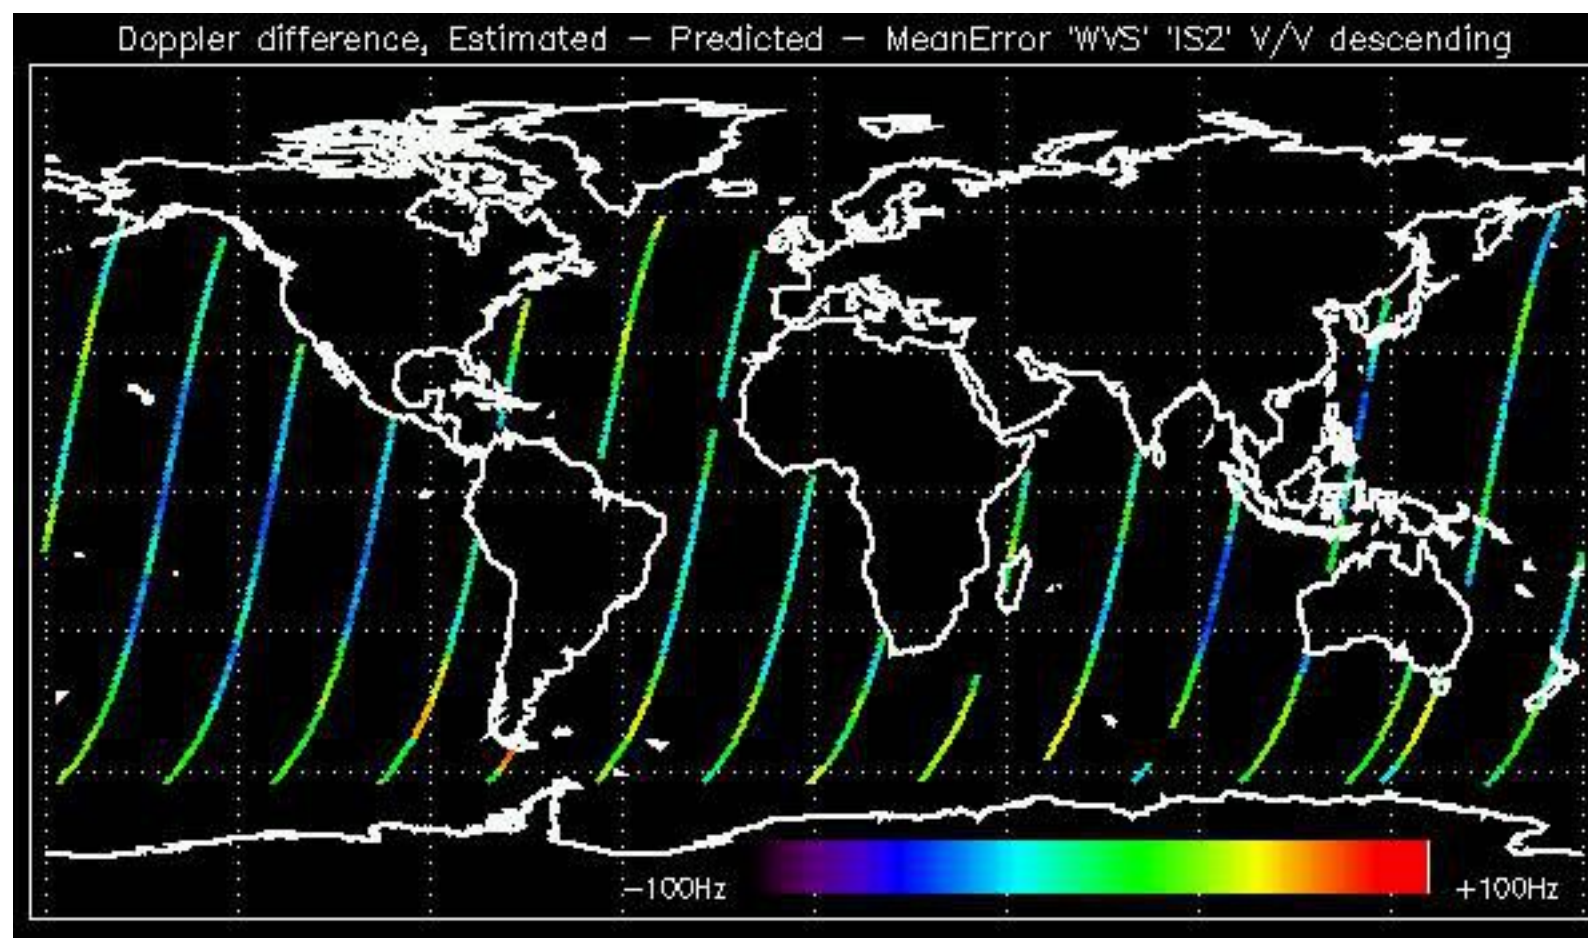 Doppler difference, Estimated - Predicted - MeanError 'WVS' 'IS2' V/V descending
-100Hz +100Hz